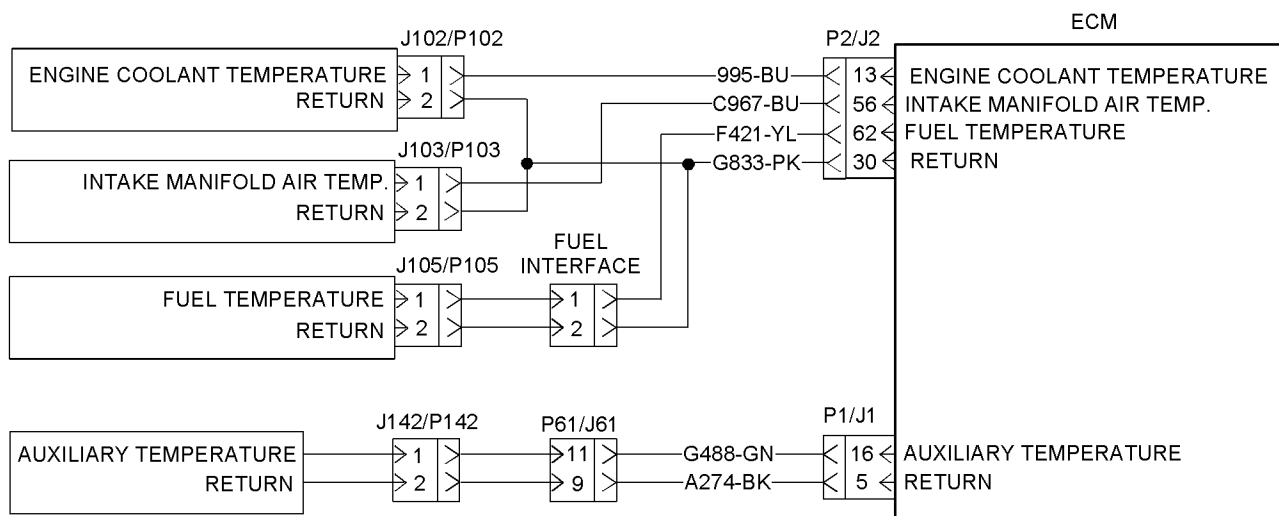 ECM
J102/P102
P2/J2
ENGINE COOLANT TEMPERATURE 1 995-BU 13 ENGINE COOLANT TEMPERATURE
RETURN 2 C967-BU 56 INTAKE MANIFOLD AIR TEMP.
F421-YL 62 FUEL TEMPERATURE
J103/P103 G833-PK 30 RETURN
INTAKE MANIFOLD AIR TEMP. 1
RETURN 2
FUEL
J105/P105 INTERFACE
FUEL TEMPERATURE 1 1
RETURN 2 2
J142/P142 P61/J61 P1/J1
AUXILIARY TEMPERATURE 1 11 G488-GN 16 AUXILIARY TEMPERATURE
RETURN 2 9 A274-BK 5 RETURN